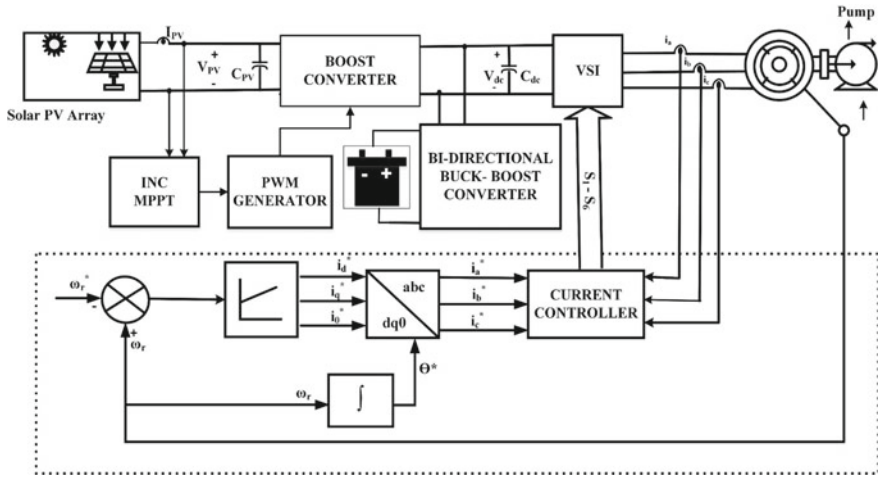 Pump
I_PV
i_a
i_b
i_c
+
V_PV
-
C_PV
BOOST
CONVERTER
+
V_dc
-
C_dc
VSI
Solar PV Array
INC
MPPT
PWM
GENERATOR
- +
BI-DIRECTIONAL
BUCK- BOOST
CONVERTER
S_1 - S_6
ω_r*
-
+
ω_r
i_d*
i_q*
i_0*
abc
dq0
i_a*
i_b*
i_c*
CURRENT
CONTROLLER
Θ*
ω_r
∫